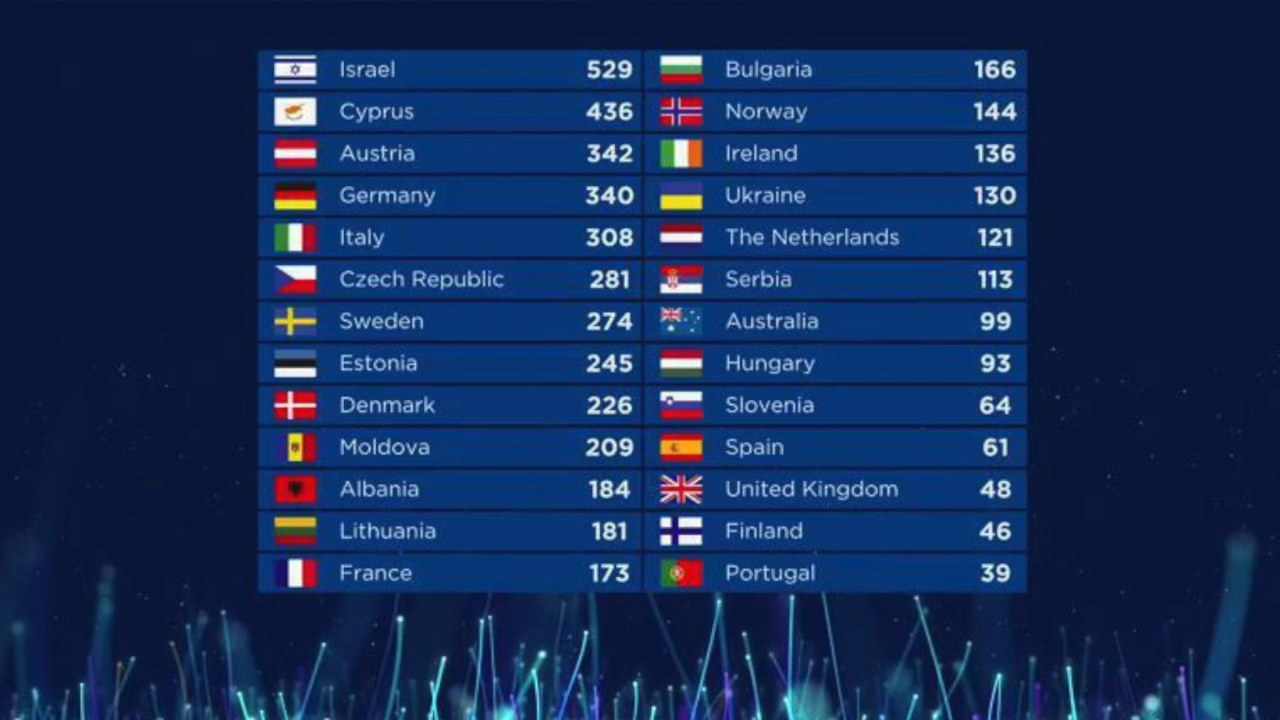 Israel 529
Cyprus 436
Austria 342
Germany 340
Italy 308
Czech Republic 281
Sweden 274
Estonia 245
Denmark 226
Moldova 209
Albania 184
Lithuania 181
France 173
Bulgaria 166
Norway 144
Ireland 136
Ukraine 130
The Netherlands 121
Serbia 113
Australia 99
Hungary 93
Slovenia 64
Spain 61
United Kingdom 48
Finland 46
Portugal 39